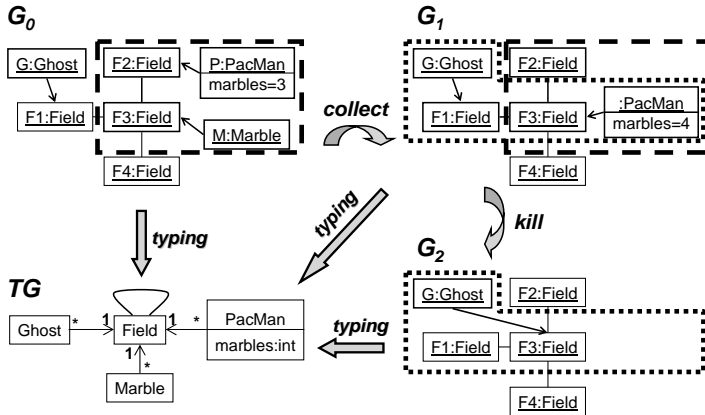 G0
G:Ghost
F2:Field
P:PacMan
marbles=3
F1:Field
F3:Field
M:Marble
F4:Field
collect
G1
G:Ghost
F2:Field
:PacMan
marbles=4
F1:Field
F3:Field
F4:Field
typing
typing
kill
TG
Ghost
*
1
Field
1
*
PacMan
marbles:int
1
*
Marble
typing
G2
G:Ghost
F2:Field
F1:Field
F3:Field
F4:Field